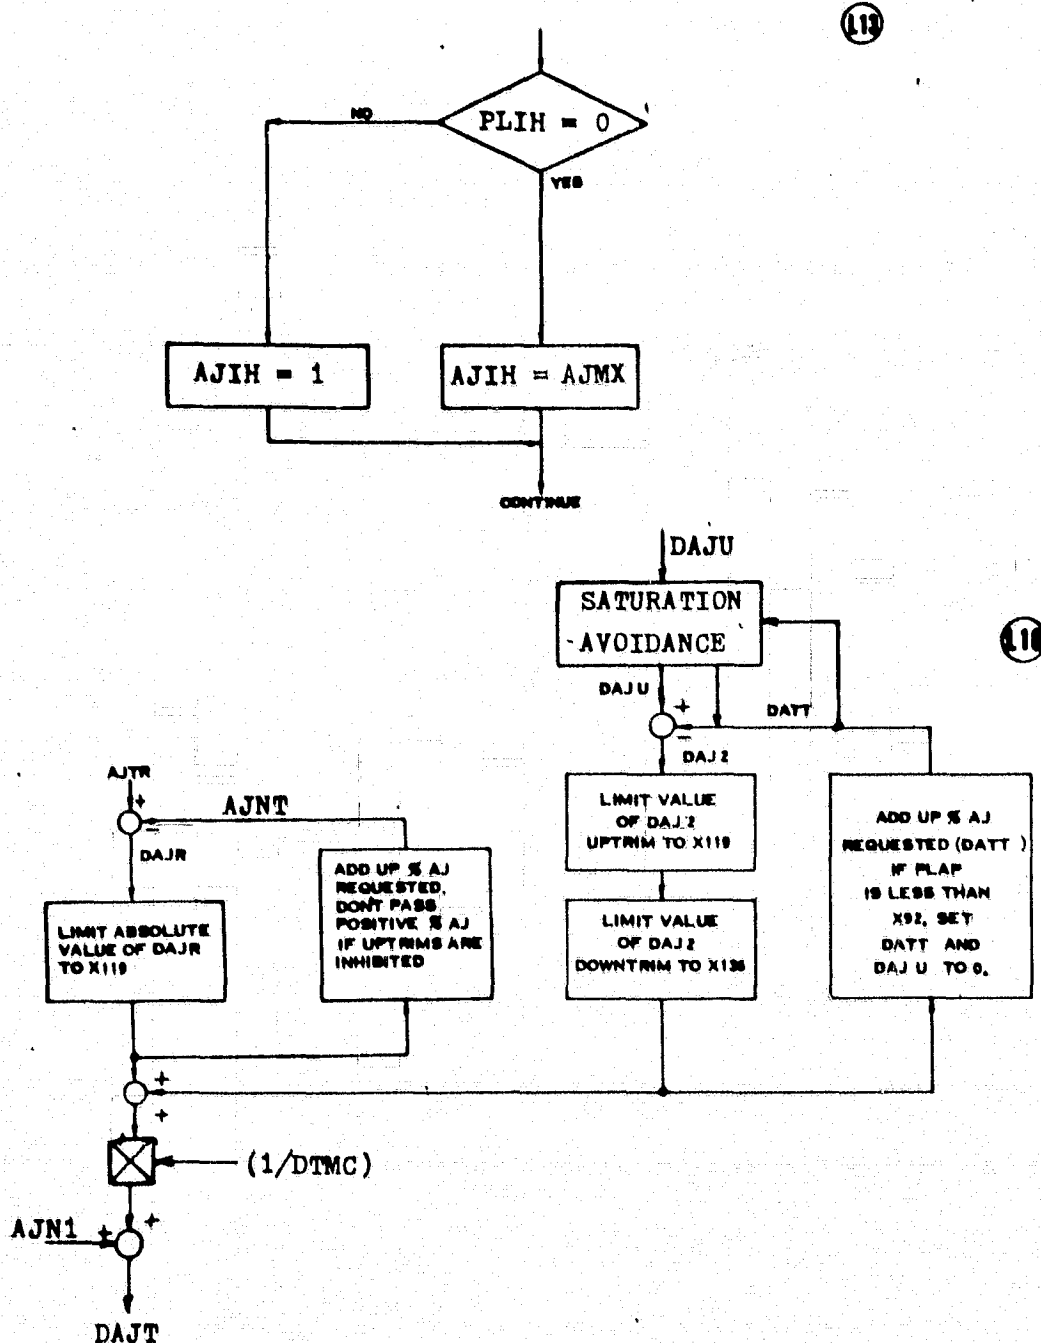 L13
PLIH = 0
NO
YES
AJIH = 1
AJIH = AJMX
CONTINUE
DAJU
SATURATION
AVOIDANCE
DAJU
+
DATT
−
DAJ2
AJTR
+
AJNT
−
DAJR
LIMIT ABSOLUTE
VALUE OF DAJR
TO X119
ADD UP % AJ
REQUESTED,
DON'T PASS
POSITIVE % AJ
IF UPTRIMS ARE
INHIBITED
LIMIT VALUE
OF DAJ2
UPTRIM TO X119
LIMIT VALUE
OF DAJ2
DOWNTRIM TO X136
ADD UP % AJ
REQUESTED (DATT )
IF PLAP
IS LESS THAN
X92, SET
DATT AND
DAJ U TO 0.
+
+
(1/DTMC)
+
AJN1 +
DAJT